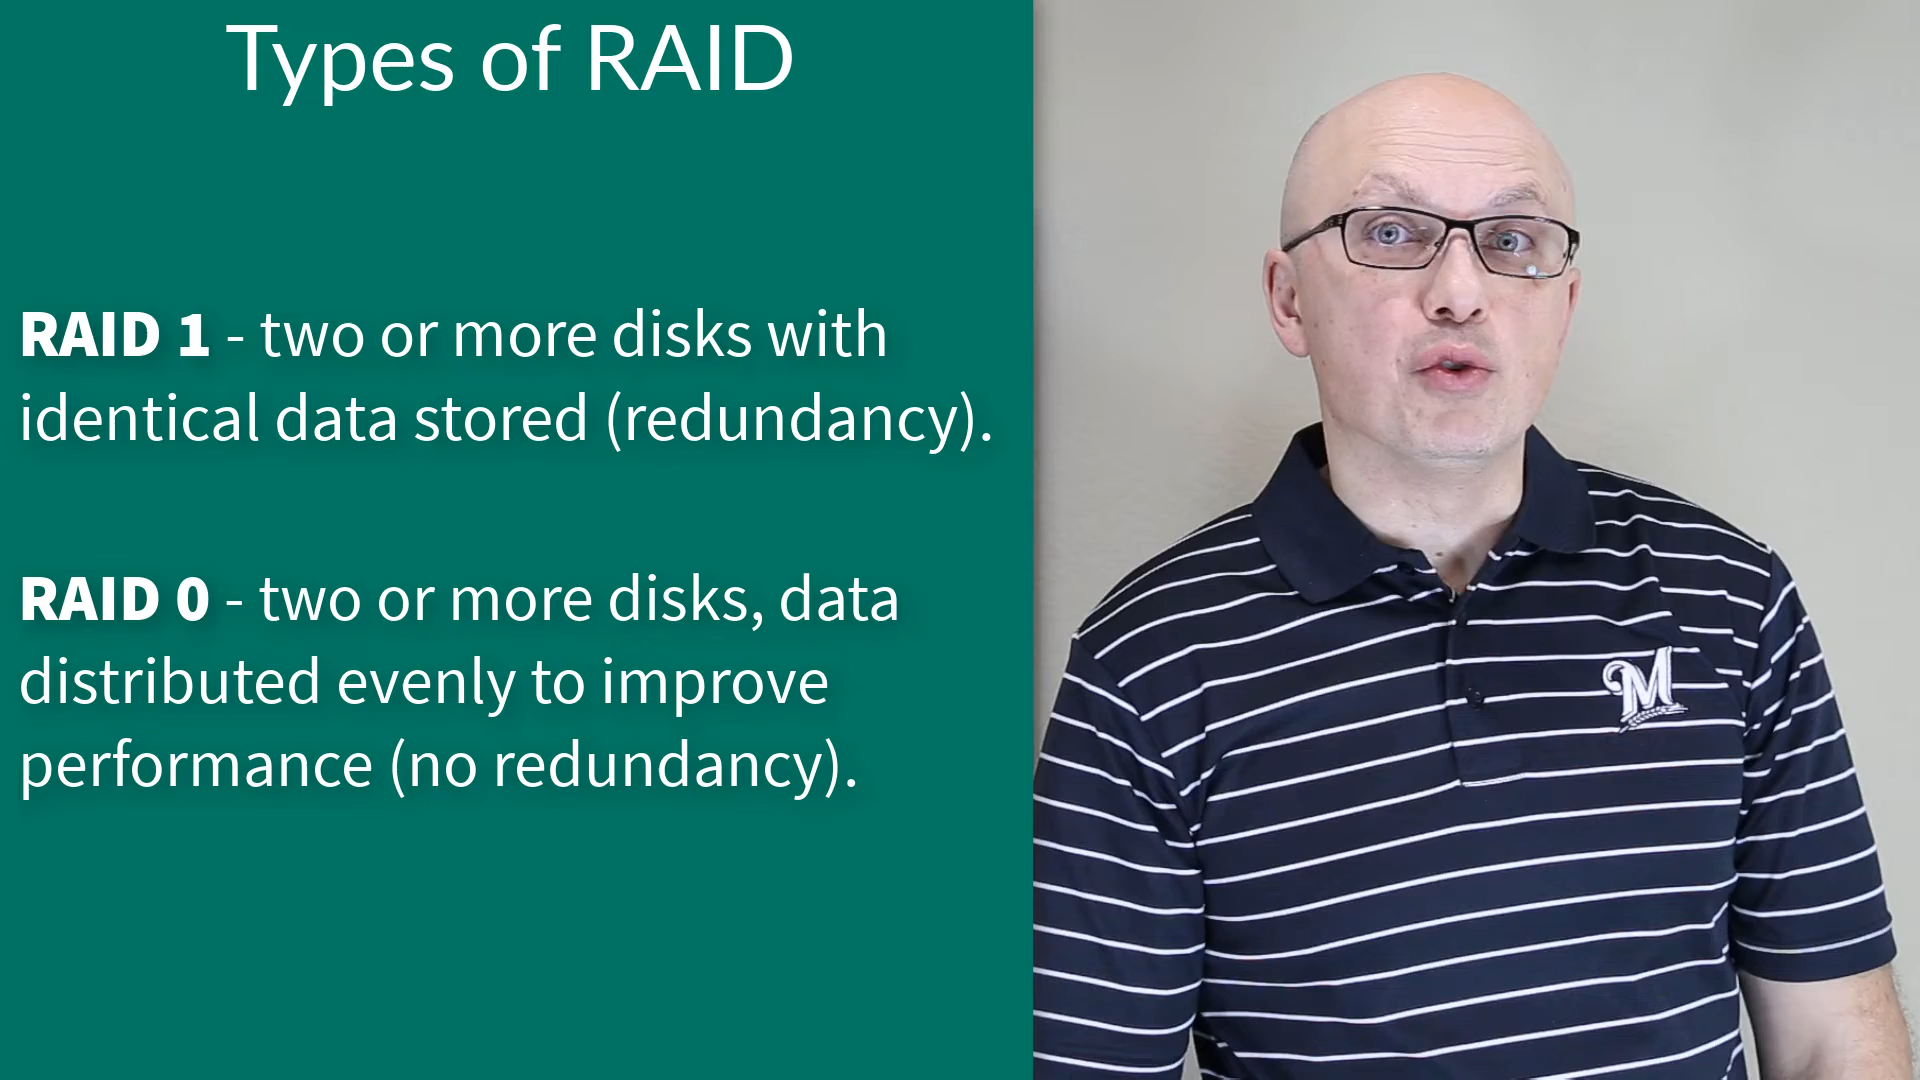 Types of RAID
RAID 1 - two or more disks with
identical data stored (redundancy).
RAID 0 - two or more disks, data
distributed evenly to improve
performance (no redundancy).
M